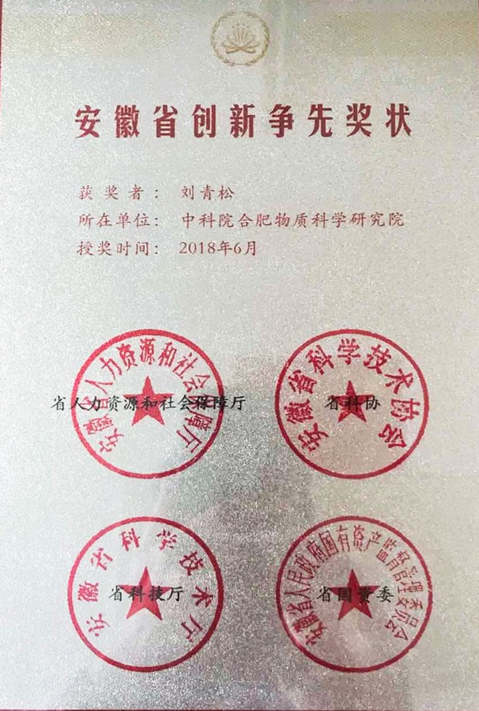 安徽省创新争先奖状
获奖者：刘青松
所在单位：中科院合肥物质科学研究院
授奖时间：2018年6月
安徽省人力资源和社会保障厅
省人力资源和社会保障厅
安徽省科学技术协会
省科协
安徽省科学技术厅
省科技厅
安徽省人民政府国有资产监督管理委员会
省国资委